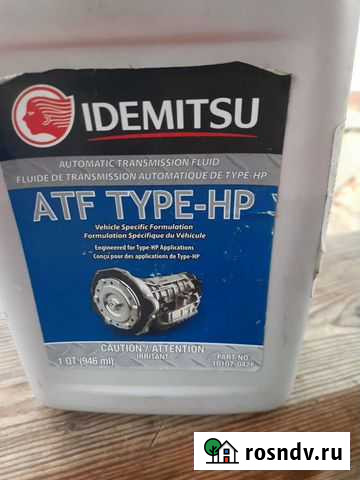 IDEMITSU
AUTOMATIC TRANSMISSION FLUID
FLUIDE DE TRANSMISSION AUTOMATIQUE DE TYPE-HP
ATF TYPE-HP
Vehicle Specific Formulation
Formulation Spécifique du Véhicule
Engineered for Type-HP Applications
Conçu pour des applications de Type-HP
CAUTION / ATTENTION
IRRITANT
1 QT (946 ml)
PART NO.
10107-042E
rosndv.ru